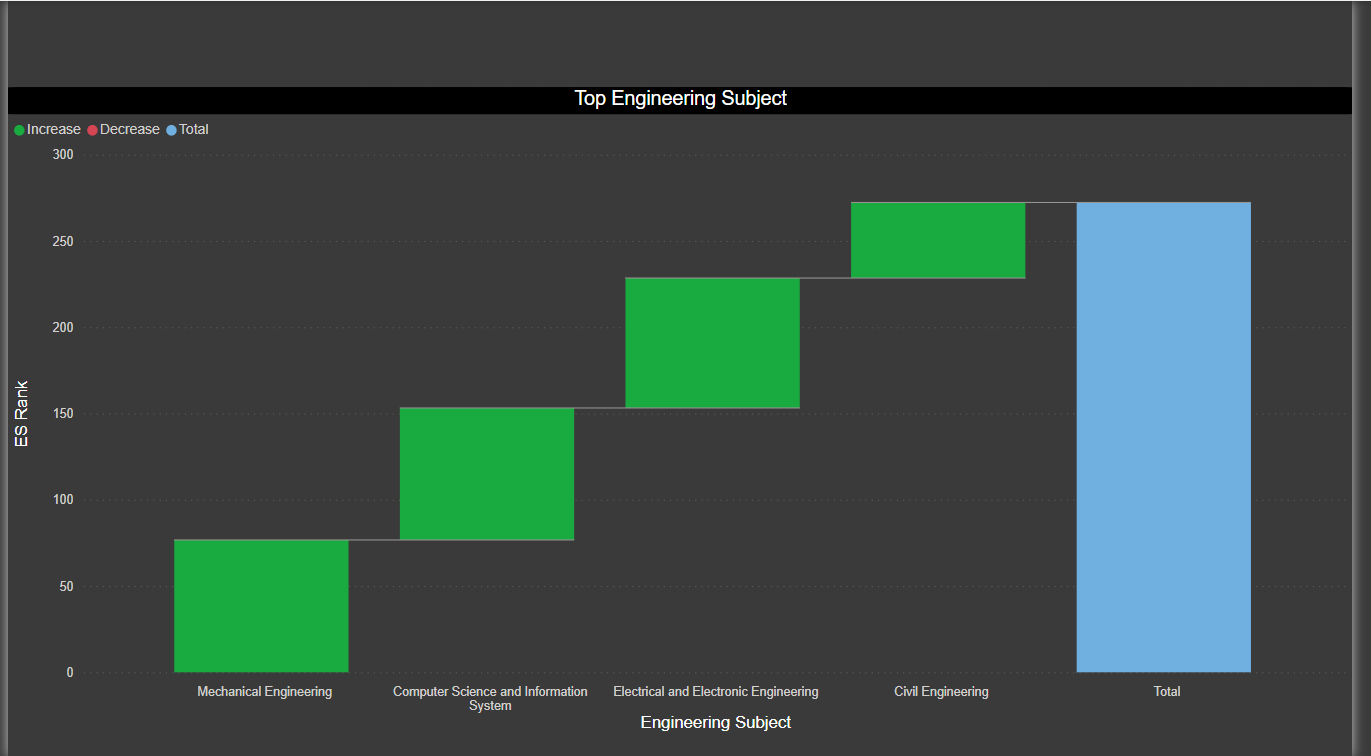 Top Engineering Subject
Increase Decrease Total
300
250
200
150
100
50
0
ES Rank
Mechanical Engineering
Computer Science and Information
System
Electrical and Electronic Engineering
Civil Engineering
Total
Engineering Subject